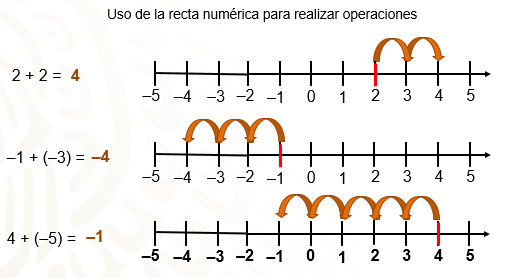 Uso de la recta numérica para realizar operaciones
2 + 2 = 4
–5 –4 –3 –2 –1 0 1 2 3 4 5
–1 + (–3) = –4
–5 –4 –3 –2 –1 0 1 2 3 4 5
4 + (–5) = –1
–5 –4 –3 –2 –1 0 1 2 3 4 5